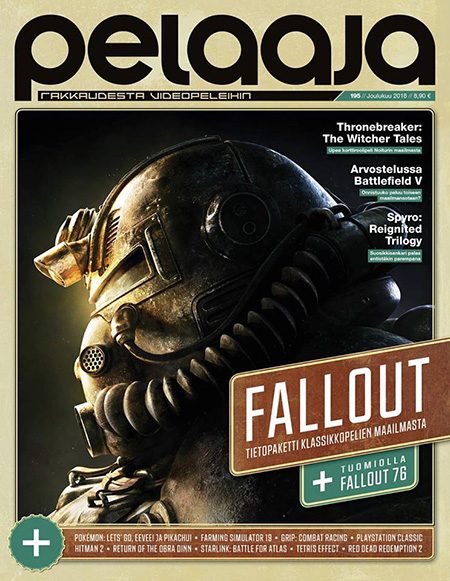 pelaaja
RAKKAUDESTA VIDEOPELEIHIN
195 // Joulukuu 2018 // 8,90 €
Thronebreaker:
The Witcher Tales
Upea korttiroolipeli Noiturin maailmasta
Arvostelussa
Battlefield V
Onnistuuko paluu toiseen
maailmansotaan?
Spyro:
Reignited
Trilogy
Suosikkisankari palaa
entistäkin parempana
FALLOUT
TIETOPAKETTI KLASSIKKOPELIEN MAAILMASTA
+ TUOMIOLLA
FALLOUT 76
+
POKÉMON: LETS' GO, EEVEE! JA PIKACHU! • FARMING SIMULATOR 19 • GRIP: COMBAT RACING • PLAYSTATION CLASSIC
HITMAN 2 • RETURN OF THE OBRA DINN • STARLINK: BATTLE FOR ATLAS • TETRIS EFFECT • RED DEAD REDEMPTION 2